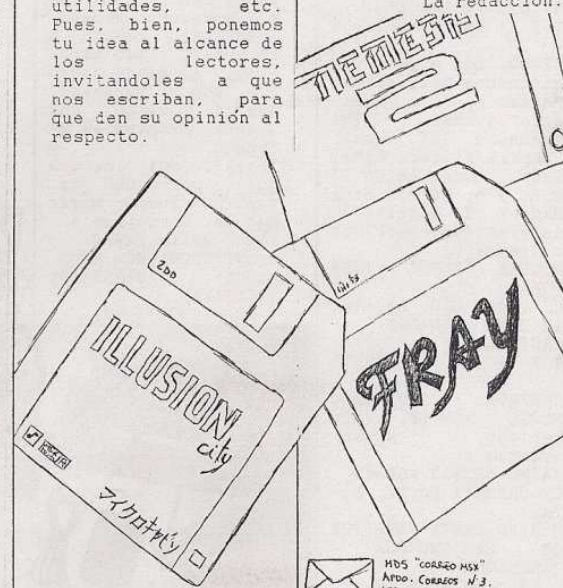 utilidades, etc.
Pues, bien, ponemos
tu idea al alcance de
los lectores,
invitandoles a que
nos escriban, para
que den su opinión al
respecto.
La redacción.
NEMESIS
2
2DD
ILLUSION
city
マイクロキャビン
FRAY
MDS "CORREO MSX"
APDO. CORREOS N:3.